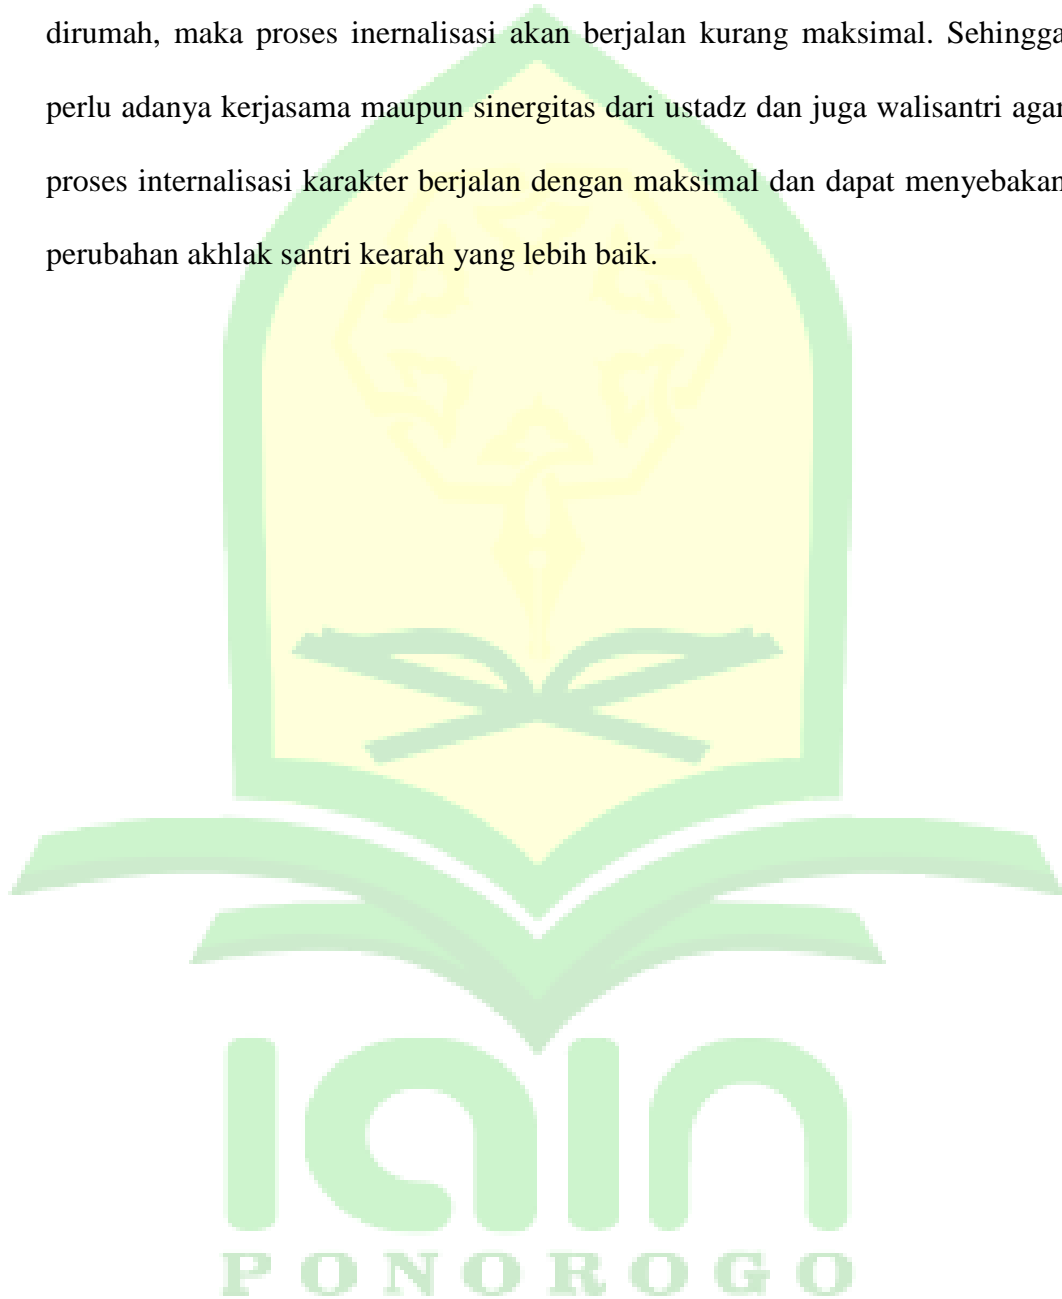 dirumah, maka proses inernalisasi akan berjalan kurang maksimal. Sehingga
perlu adanya kerjasama maupun sinergitas dari ustadz dan juga walisantri agar
proses internalisasi karakter berjalan dengan maksimal dan dapat menyebakan
perubahan akhlak santri kearah yang lebih baik.
iain
PONOROGO